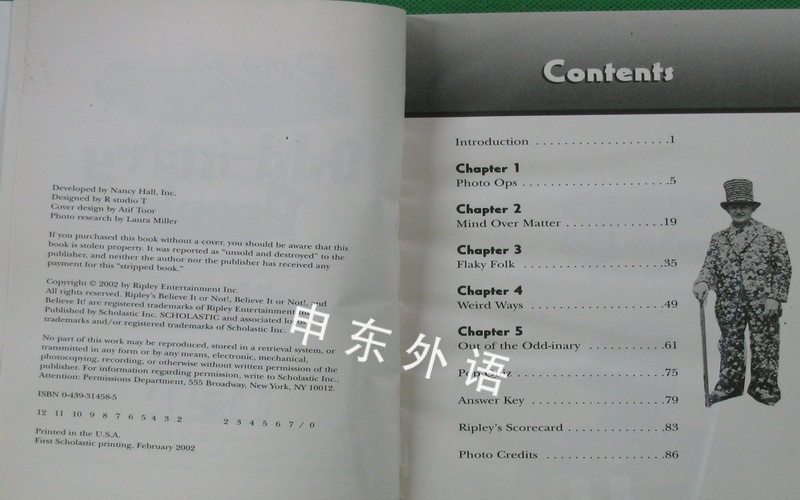 Developed by Nancy Hall, Inc.
Designed by R studio T
Cover design by Atif Toor
Photo research by Laura Miller
If you purchased this book without a cover, you should be aware that this
book is stolen property. It was reported as "unsold and destroyed" to the
publisher, and neither the author nor the publisher has received any
payment for this "stripped book."
Copyright © 2002 by Ripley Entertainment Inc.
All rights reserved. Ripley's Believe It or Not!, Believe It or Not!, and
Believe It! are registered trademarks of Ripley Entertainment
Published by Scholastic Inc. SCHOLASTIC and associated
trademarks and/or registered trademarks of Scholastic Inc.
No part of this work may be reproduced, stored in a retrieval system, or
transmitted in any form or by any means, electronic, mechanical,
photocopying, recording, or otherwise without written permission of the
publisher. For information regarding permission, write to Scholastic Inc.,
Attention: Permissions Department, 555 Broadway, New York, NY 10012.
ISBN 0-439-31458-5
12 11 10 9 8 7 6 5 4 3 2 2 3 4 5 6 7 / 0
Printed in the U.S.A.
First Scholastic printing, February 2002
Contents
Introduction ...................1
Chapter 1
Photo Ops .....................5
Chapter 2
Mind Over Matter ..............19
Chapter 3
Flaky Folk ....................35
Chapter 4
Weird Ways ....................49
Chapter 5
Out of the Odd-inary ............61
Pop ......................75
Answer Key ....................79
Ripley's Scorecard ..............83
Photo Credits .................86
申东外语